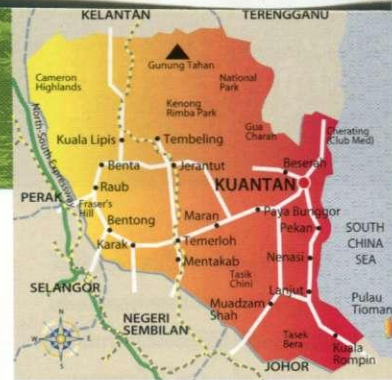 KELANTAN
TERENGGANU
Gunung Tahan
Cameron
Highlands
National
Park
Kenong
Rimba Park
North-South Expressway
Gua
Charah
Cherating
(Club Med)
Kuala Lipis
Tembeling
Benta
Jerantut
Beserah
KUANTAN
Raub
PERAK
Fraser's
Hill
Maran
Paya Bunggor
Bentong
Pekan
SOUTH
CHINA
SEA
Karak
Temerloh
Mentakab
Nenasi
Tasik
Chini
SELANGOR
Lanjut
Pulau
Tioman
Muadzam
Shah
NEGERI
SEMBILAN
N
W
E
S
Tasek
Bera
Kuala
Rompin
JOHOR